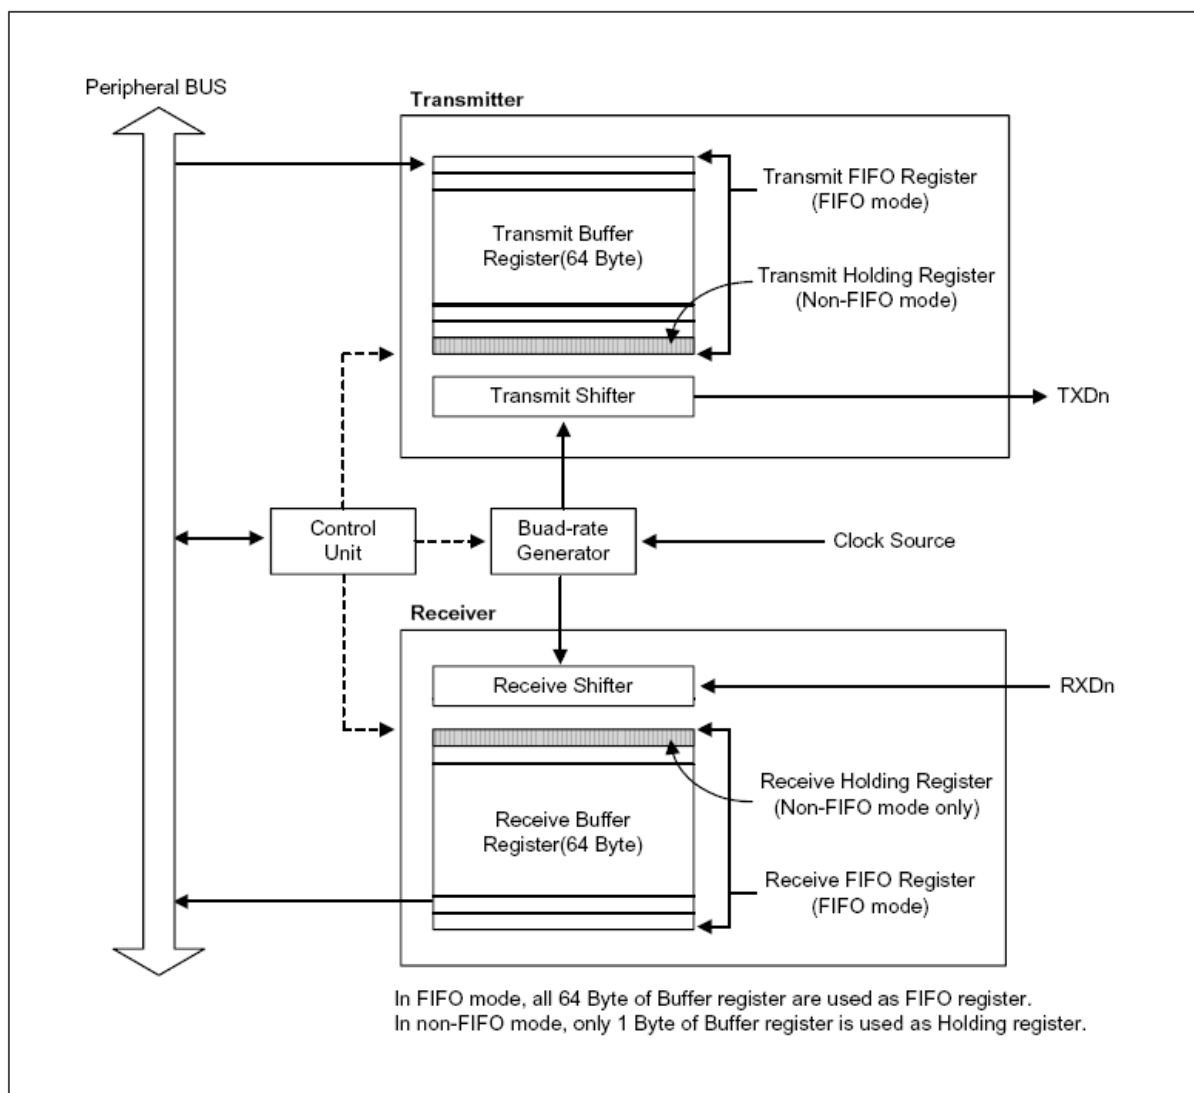 Peripheral BUS
Transmitter
Transmit FIFO Register
(FIFO mode)
Transmit Buffer
Register(64 Byte)
Transmit Holding Register
(Non-FIFO mode)
Transmit Shifter
TXDn
Control
Unit
Buad-rate
Generator
Clock Source
Receiver
Receive Shifter
RXDn
Receive Holding Register
(Non-FIFO mode only)
Receive Buffer
Register(64 Byte)
Receive FIFO Register
(FIFO mode)
In FIFO mode, all 64 Byte of Buffer register are used as FIFO register.
In non-FIFO mode, only 1 Byte of Buffer register is used as Holding register.